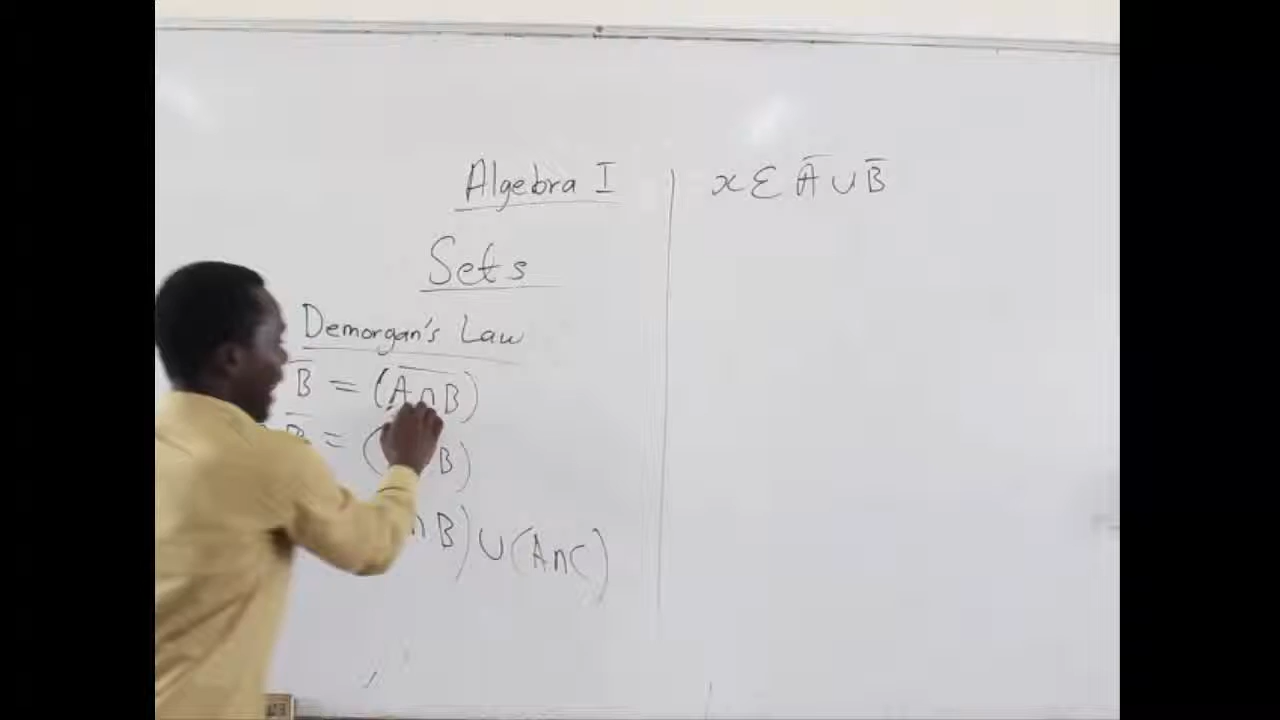 Algebra I
Sets
Demorgan's Law
B̅ = (A̅∩̅B̅)
B̅ = ( B)
∩B)∪(A∩C)
x∈A̅∪B̅